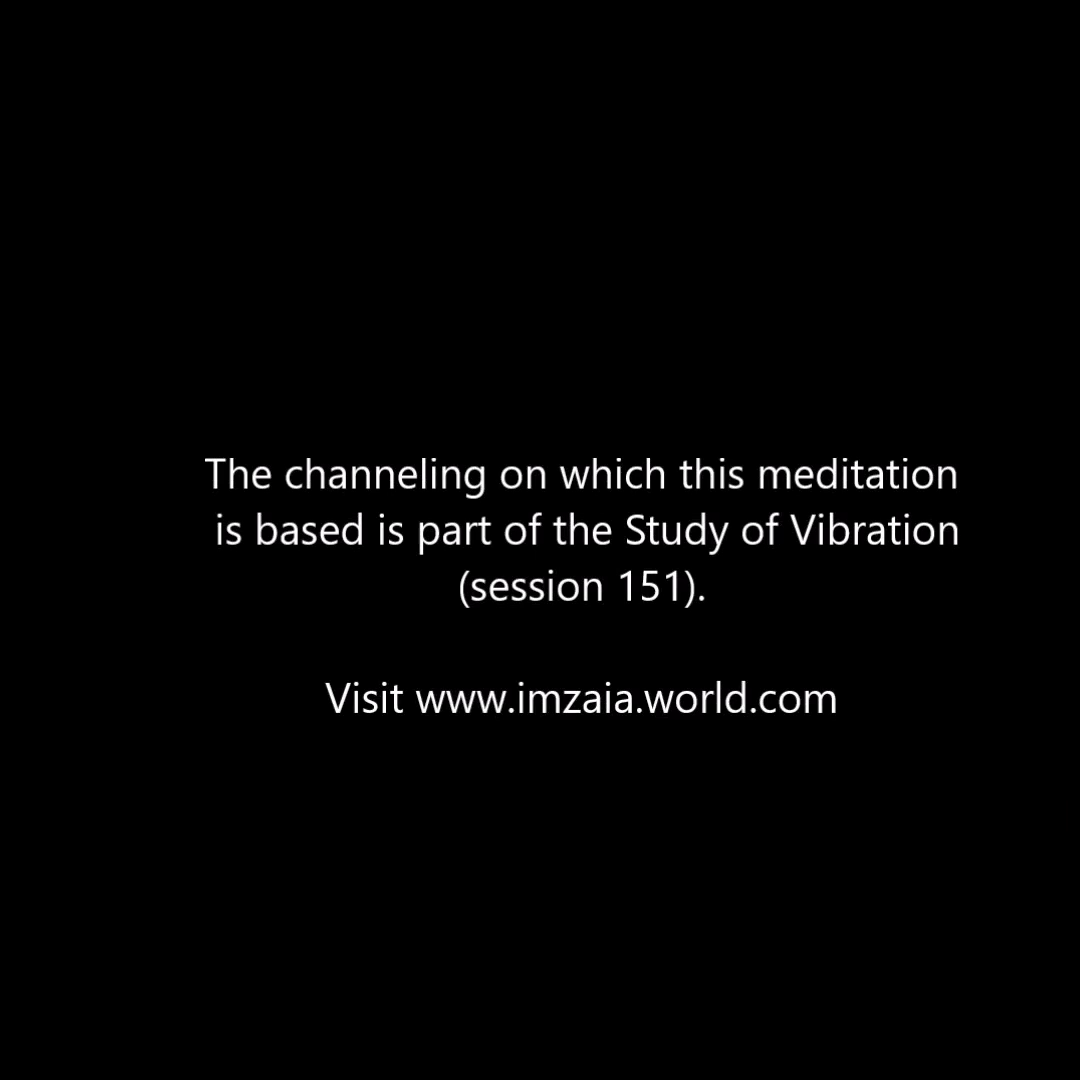 The channeling on which this meditation
is based is part of the Study of Vibration
(session 151).
Visit www.imzaia.world.com